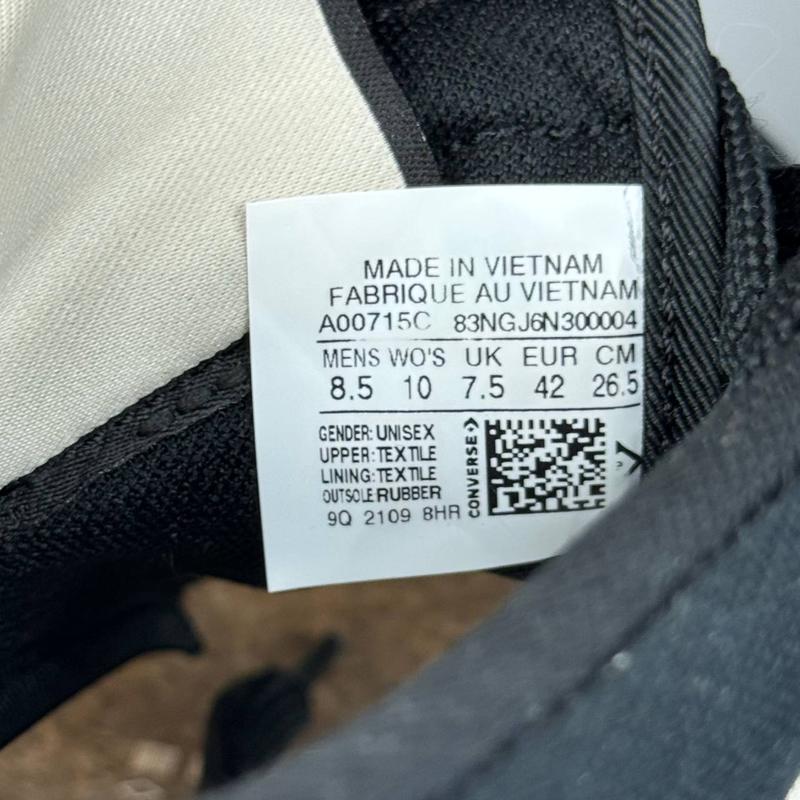 MADE IN VIETNAM
FABRIQUE AU VIETNAM
A00715C 83NGJ6N300004
MENS WO'S UK EUR CM
8.5 10 7.5 42 26.5
GENDER: UNISEX
UPPER: TEXTILE
LINING: TEXTILE
OUTSOLE RUBBER
9Q 2109 8HR
CONVERSE